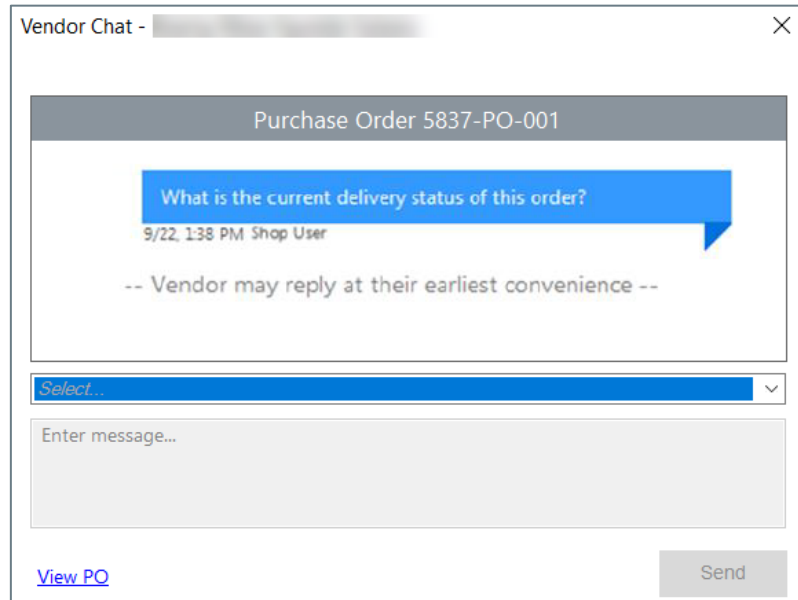 Vendor Chat -
Purchase Order 5837-PO-001
What is the current delivery status of this order?
9/22, 1:38 PM Shop User
-- Vendor may reply at their earliest convenience --
Select...
Enter message...
View PO
Send